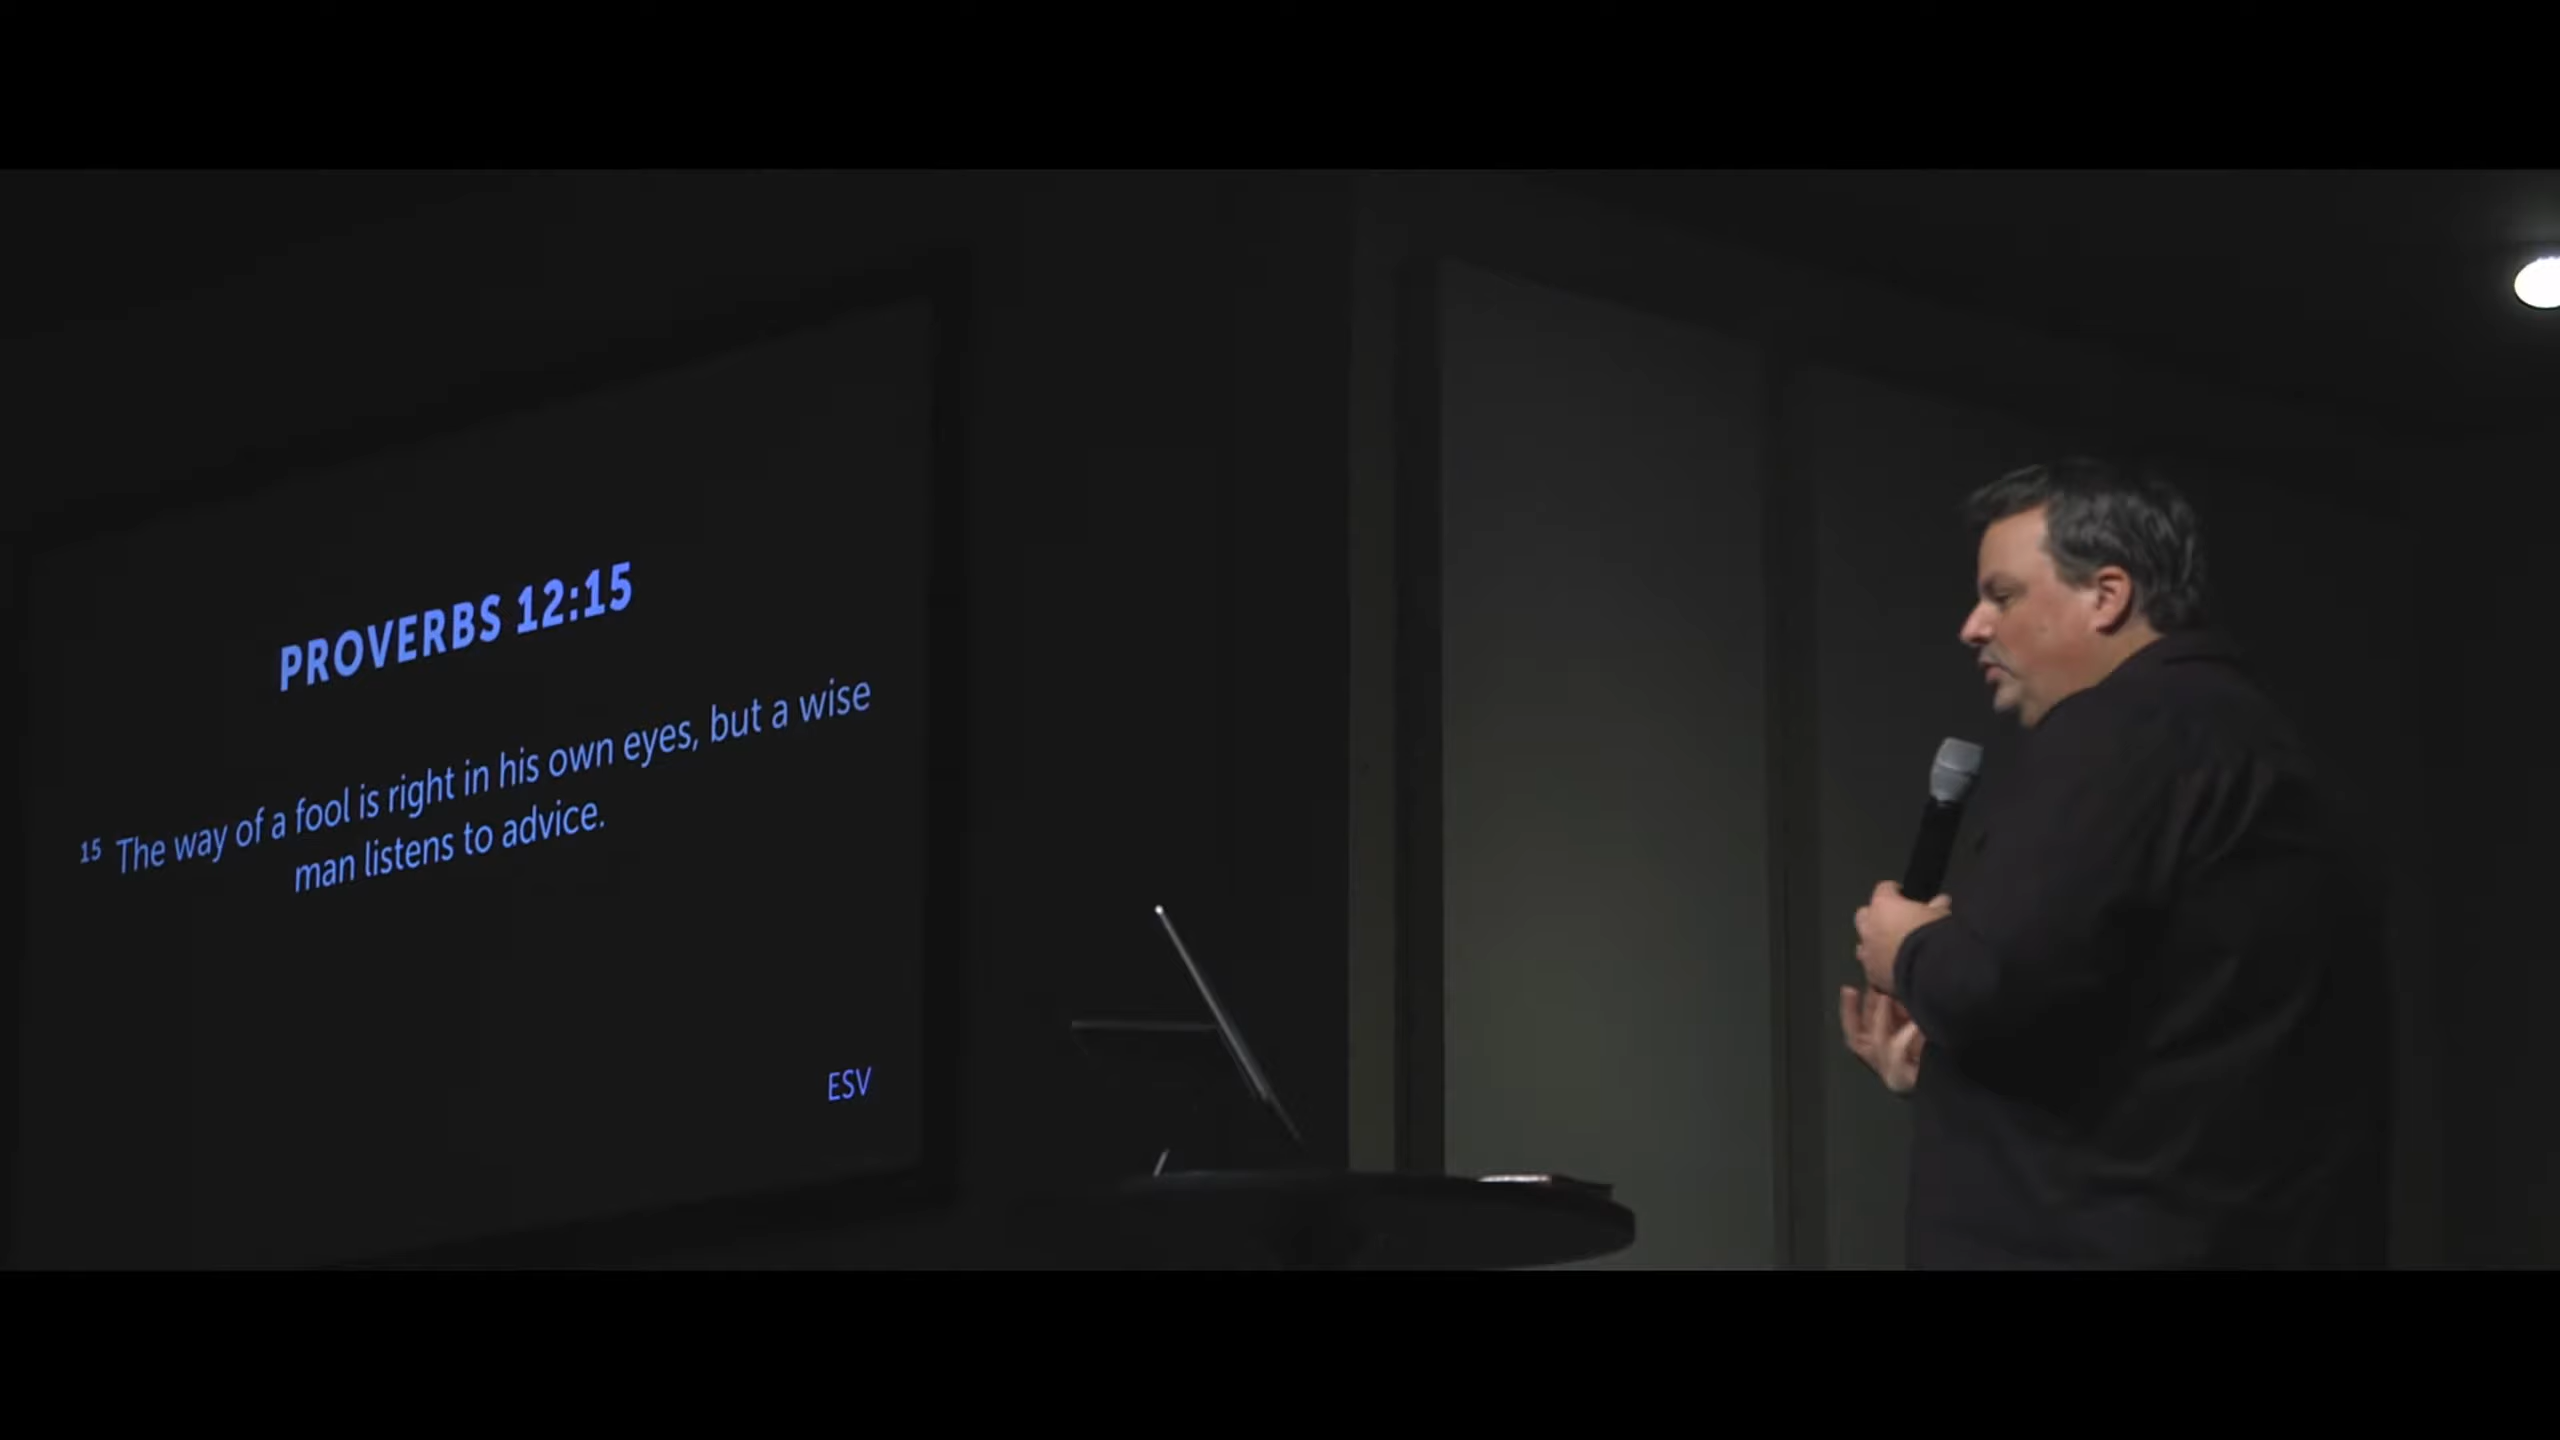 PROVERBS 12:15
15 The way of a fool is right in his own eyes, but a wise
man listens to advice.
ESV